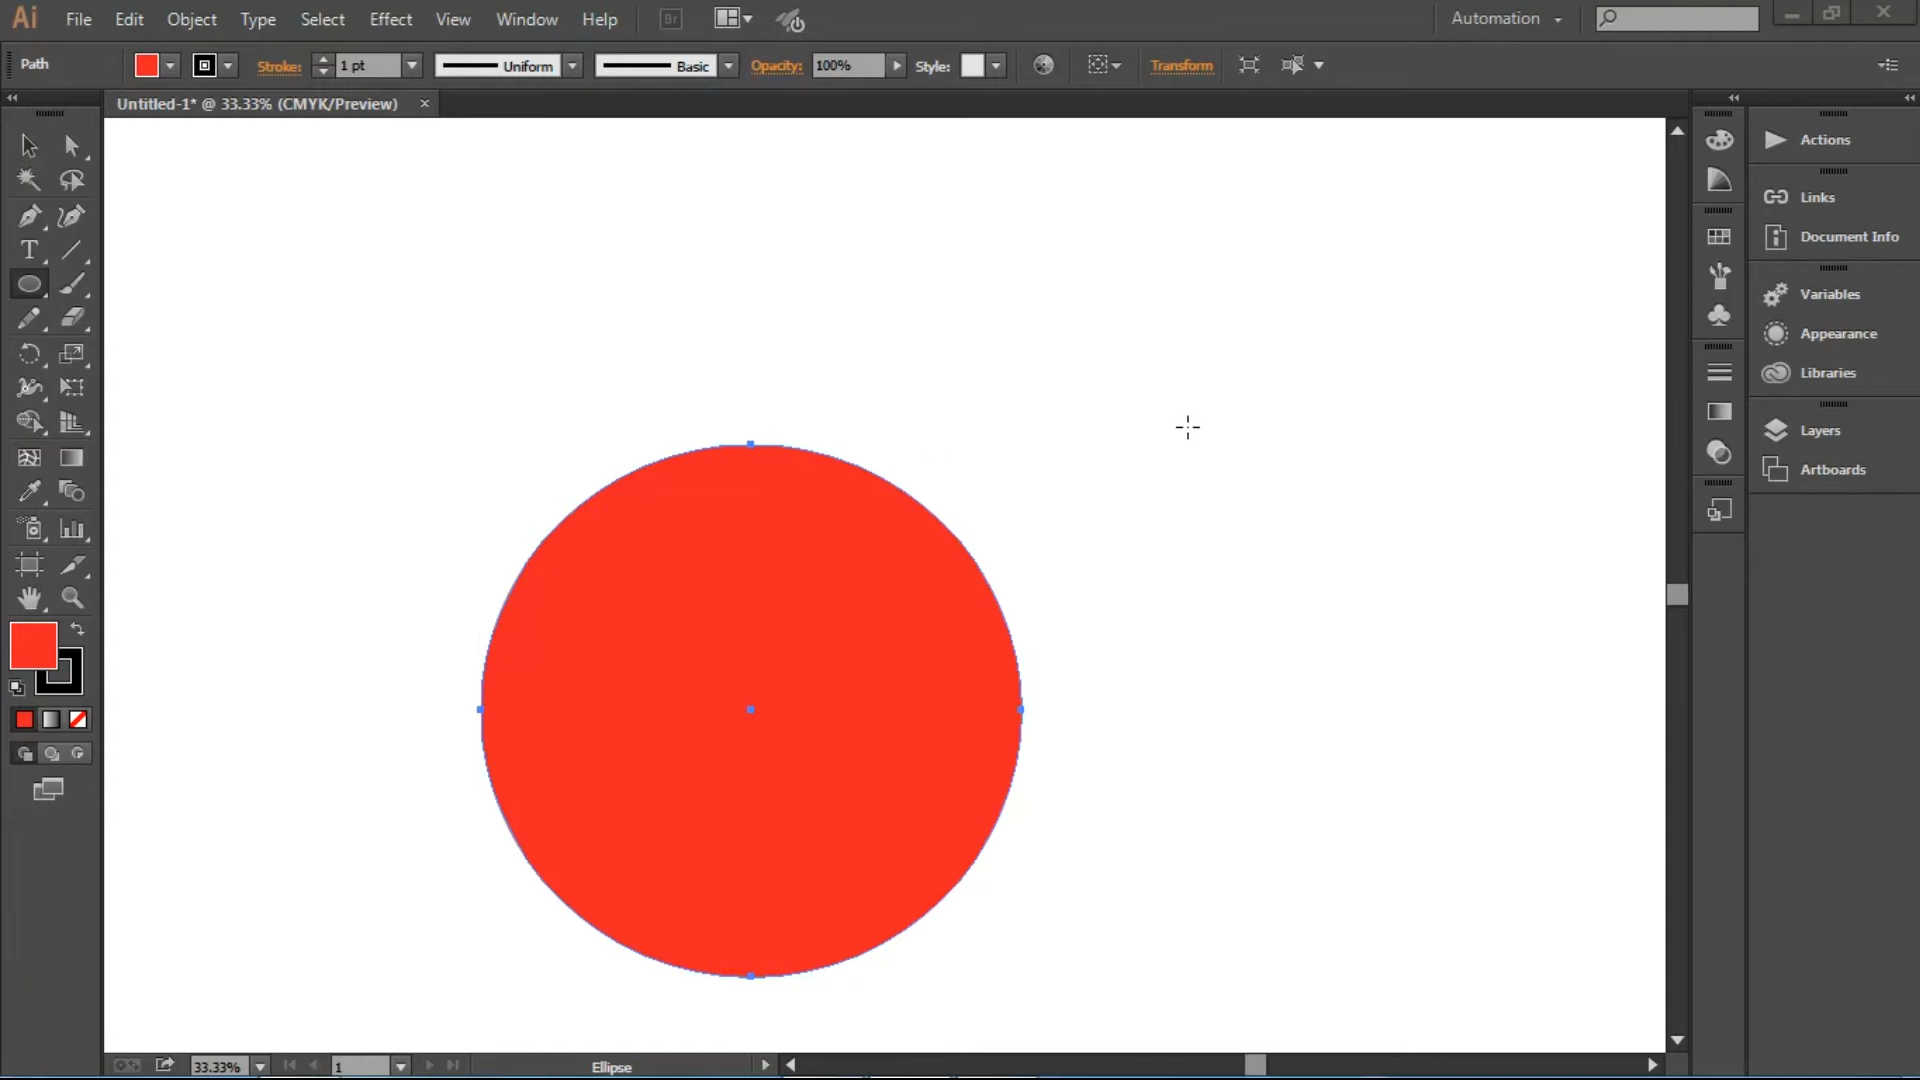 Ai File Edit Object Type Select Effect View Window Help Br Automation
Path Stroke: 1 pt Uniform Basic Opacity: 100% Style: Transform
Untitled-1* @ 33.33% (CMYK/Preview) ×
Actions
Links
Document Info
Variables
Appearance
Libraries
Layers
Artboards
T
33.33% 1 Ellipse